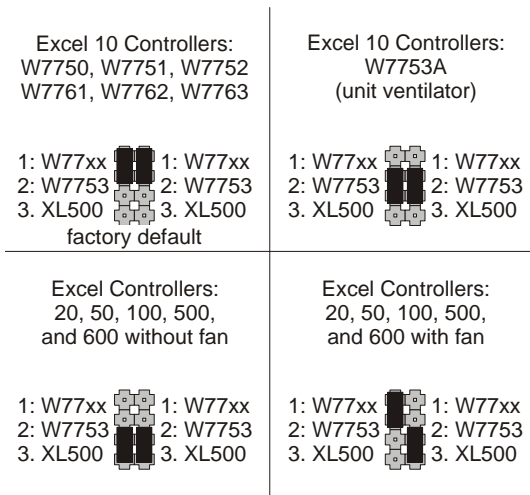 Excel 10 Controllers:
W7750, W7751, W7752
W7761, W7762, W7763
1: W77xx 1: W77xx
2: W7753 2: W7753
3. XL500 3. XL500
factory default
Excel 10 Controllers:
W7753A
(unit ventilator)
1: W77xx 1: W77xx
2: W7753 2: W7753
3. XL500 3. XL500
Excel Controllers:
20, 50, 100, 500,
and 600 without fan
1: W77xx 1: W77xx
2: W7753 2: W7753
3. XL500 3. XL500
Excel Controllers:
20, 50, 100, 500,
and 600 with fan
1: W77xx 1: W77xx
2: W7753 2: W7753
3. XL500 3. XL500